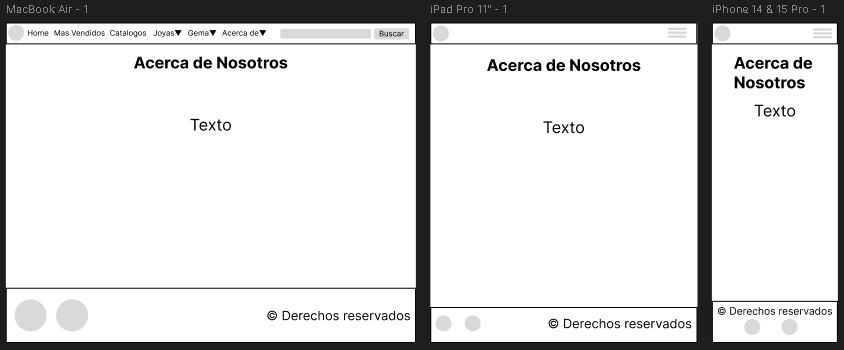 MacBook Air - 1
Home Mas Vendidos Catalogos Joyas▼ Gema▼ Acerca de▼ Buscar
Acerca de Nosotros
Texto
© Derechos reservados
iPad Pro 11" - 1
Acerca de Nosotros
Texto
© Derechos reservados
iPhone 14 & 15 Pro - 1
Acerca de
Nosotros
Texto
© Derechos reservados